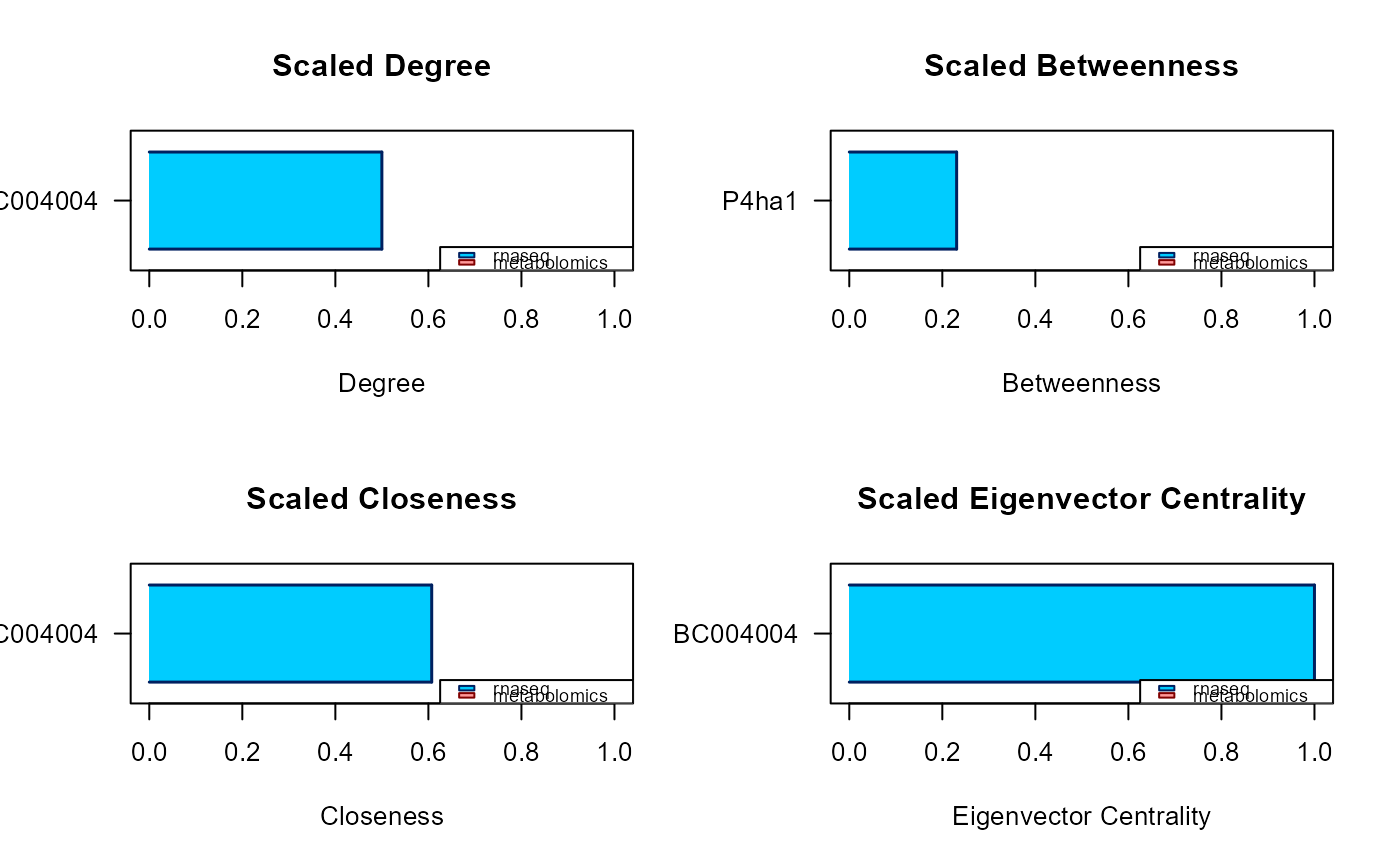 Scaled Degree
C004004
rnaseq
metabolomics
0.0 0.2 0.4 0.6 0.8 1.0
Degree
Scaled Betweenness
P4ha1
rnaseq
metabolomics
0.0 0.2 0.4 0.6 0.8 1.0
Betweenness
Scaled Closeness
C004004
rnaseq
metabolomics
0.0 0.2 0.4 0.6 0.8 1.0
Closeness
Scaled Eigenvector Centrality
BC004004
rnaseq
metabolomics
0.0 0.2 0.4 0.6 0.8 1.0
Eigenvector Centrality